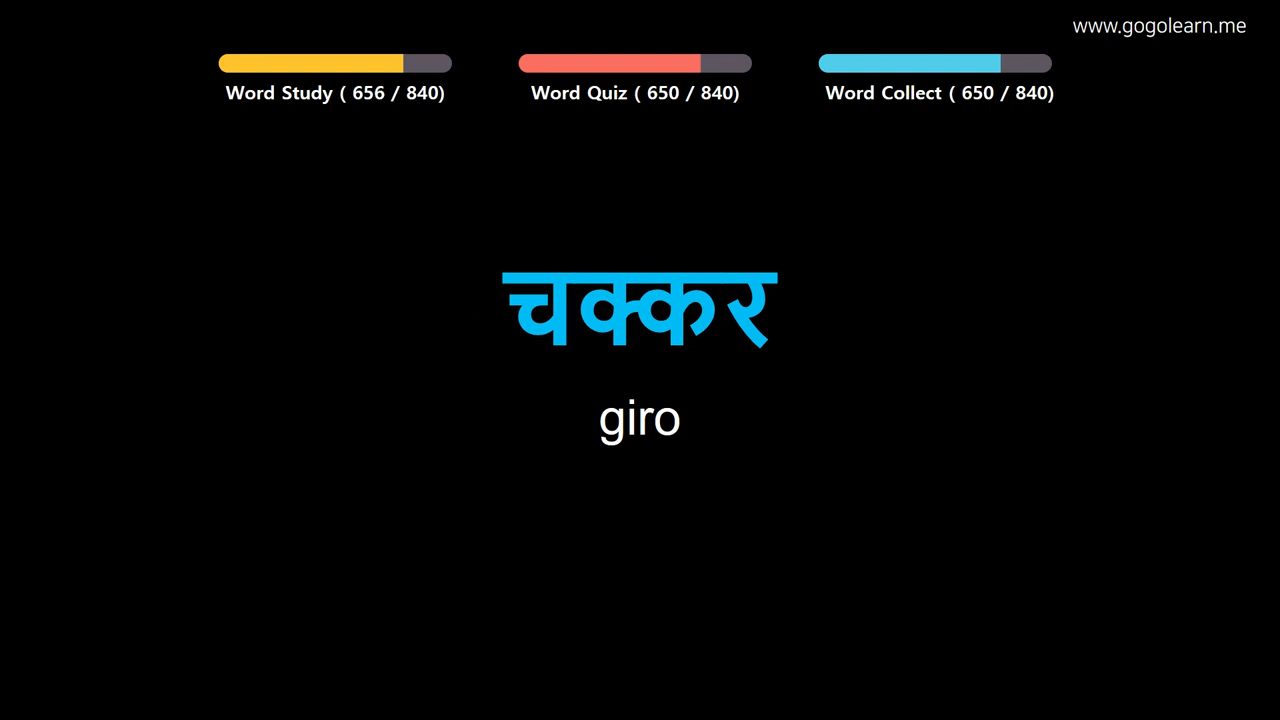 www.gogolearn.me
Word Study ( 656 / 840)
Word Quiz ( 650 / 840)
Word Collect ( 650 / 840)
चक्कर
giro